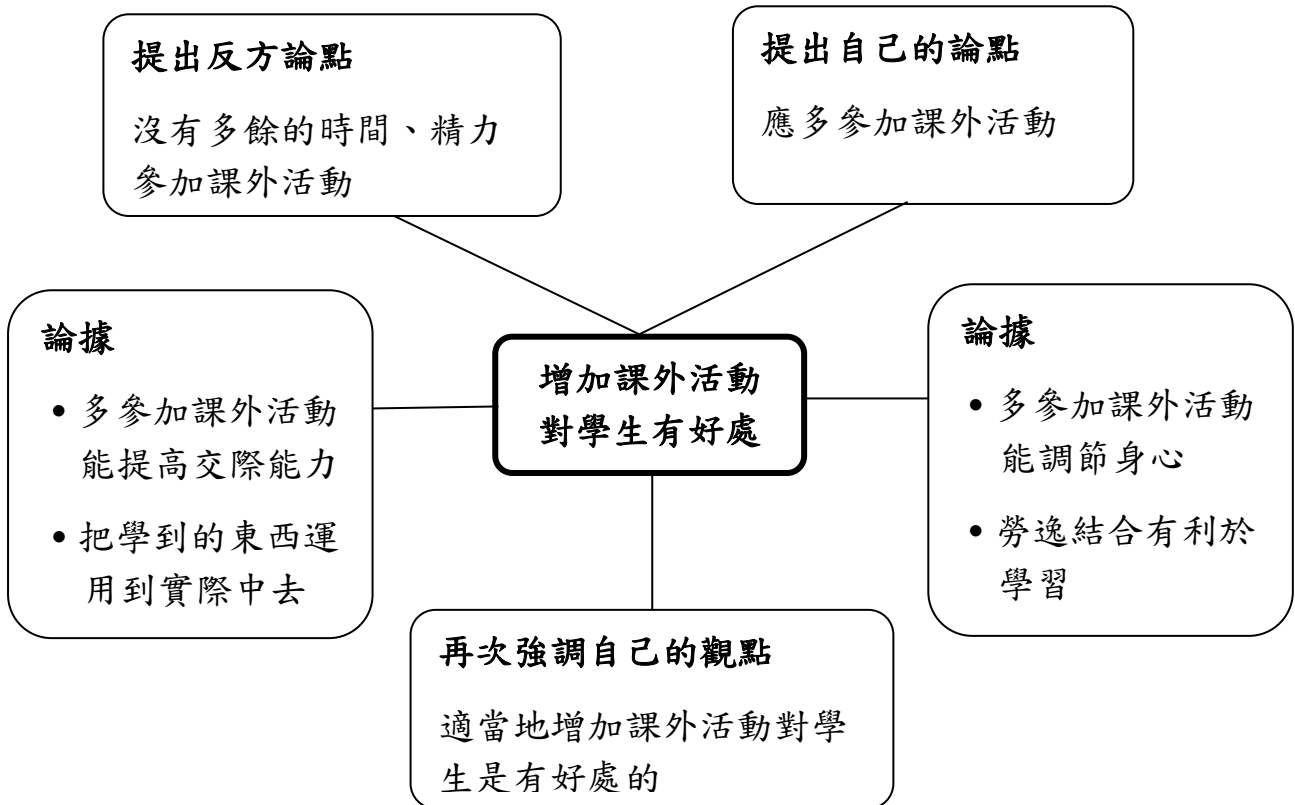 提出反方論點
沒有多餘的時間、精力
參加課外活動
提出自己的論點
應多參加課外活動
論據
• 多參加課外活動
能提高交際能力
• 把學到的東西運
用到實際中去
增加課外活動
對學生有好處
論據
• 多參加課外活動
能調節身心
• 勞逸結合有利於
學習
再次強調自己的觀點
適當地增加課外活動對學
生是有好處的